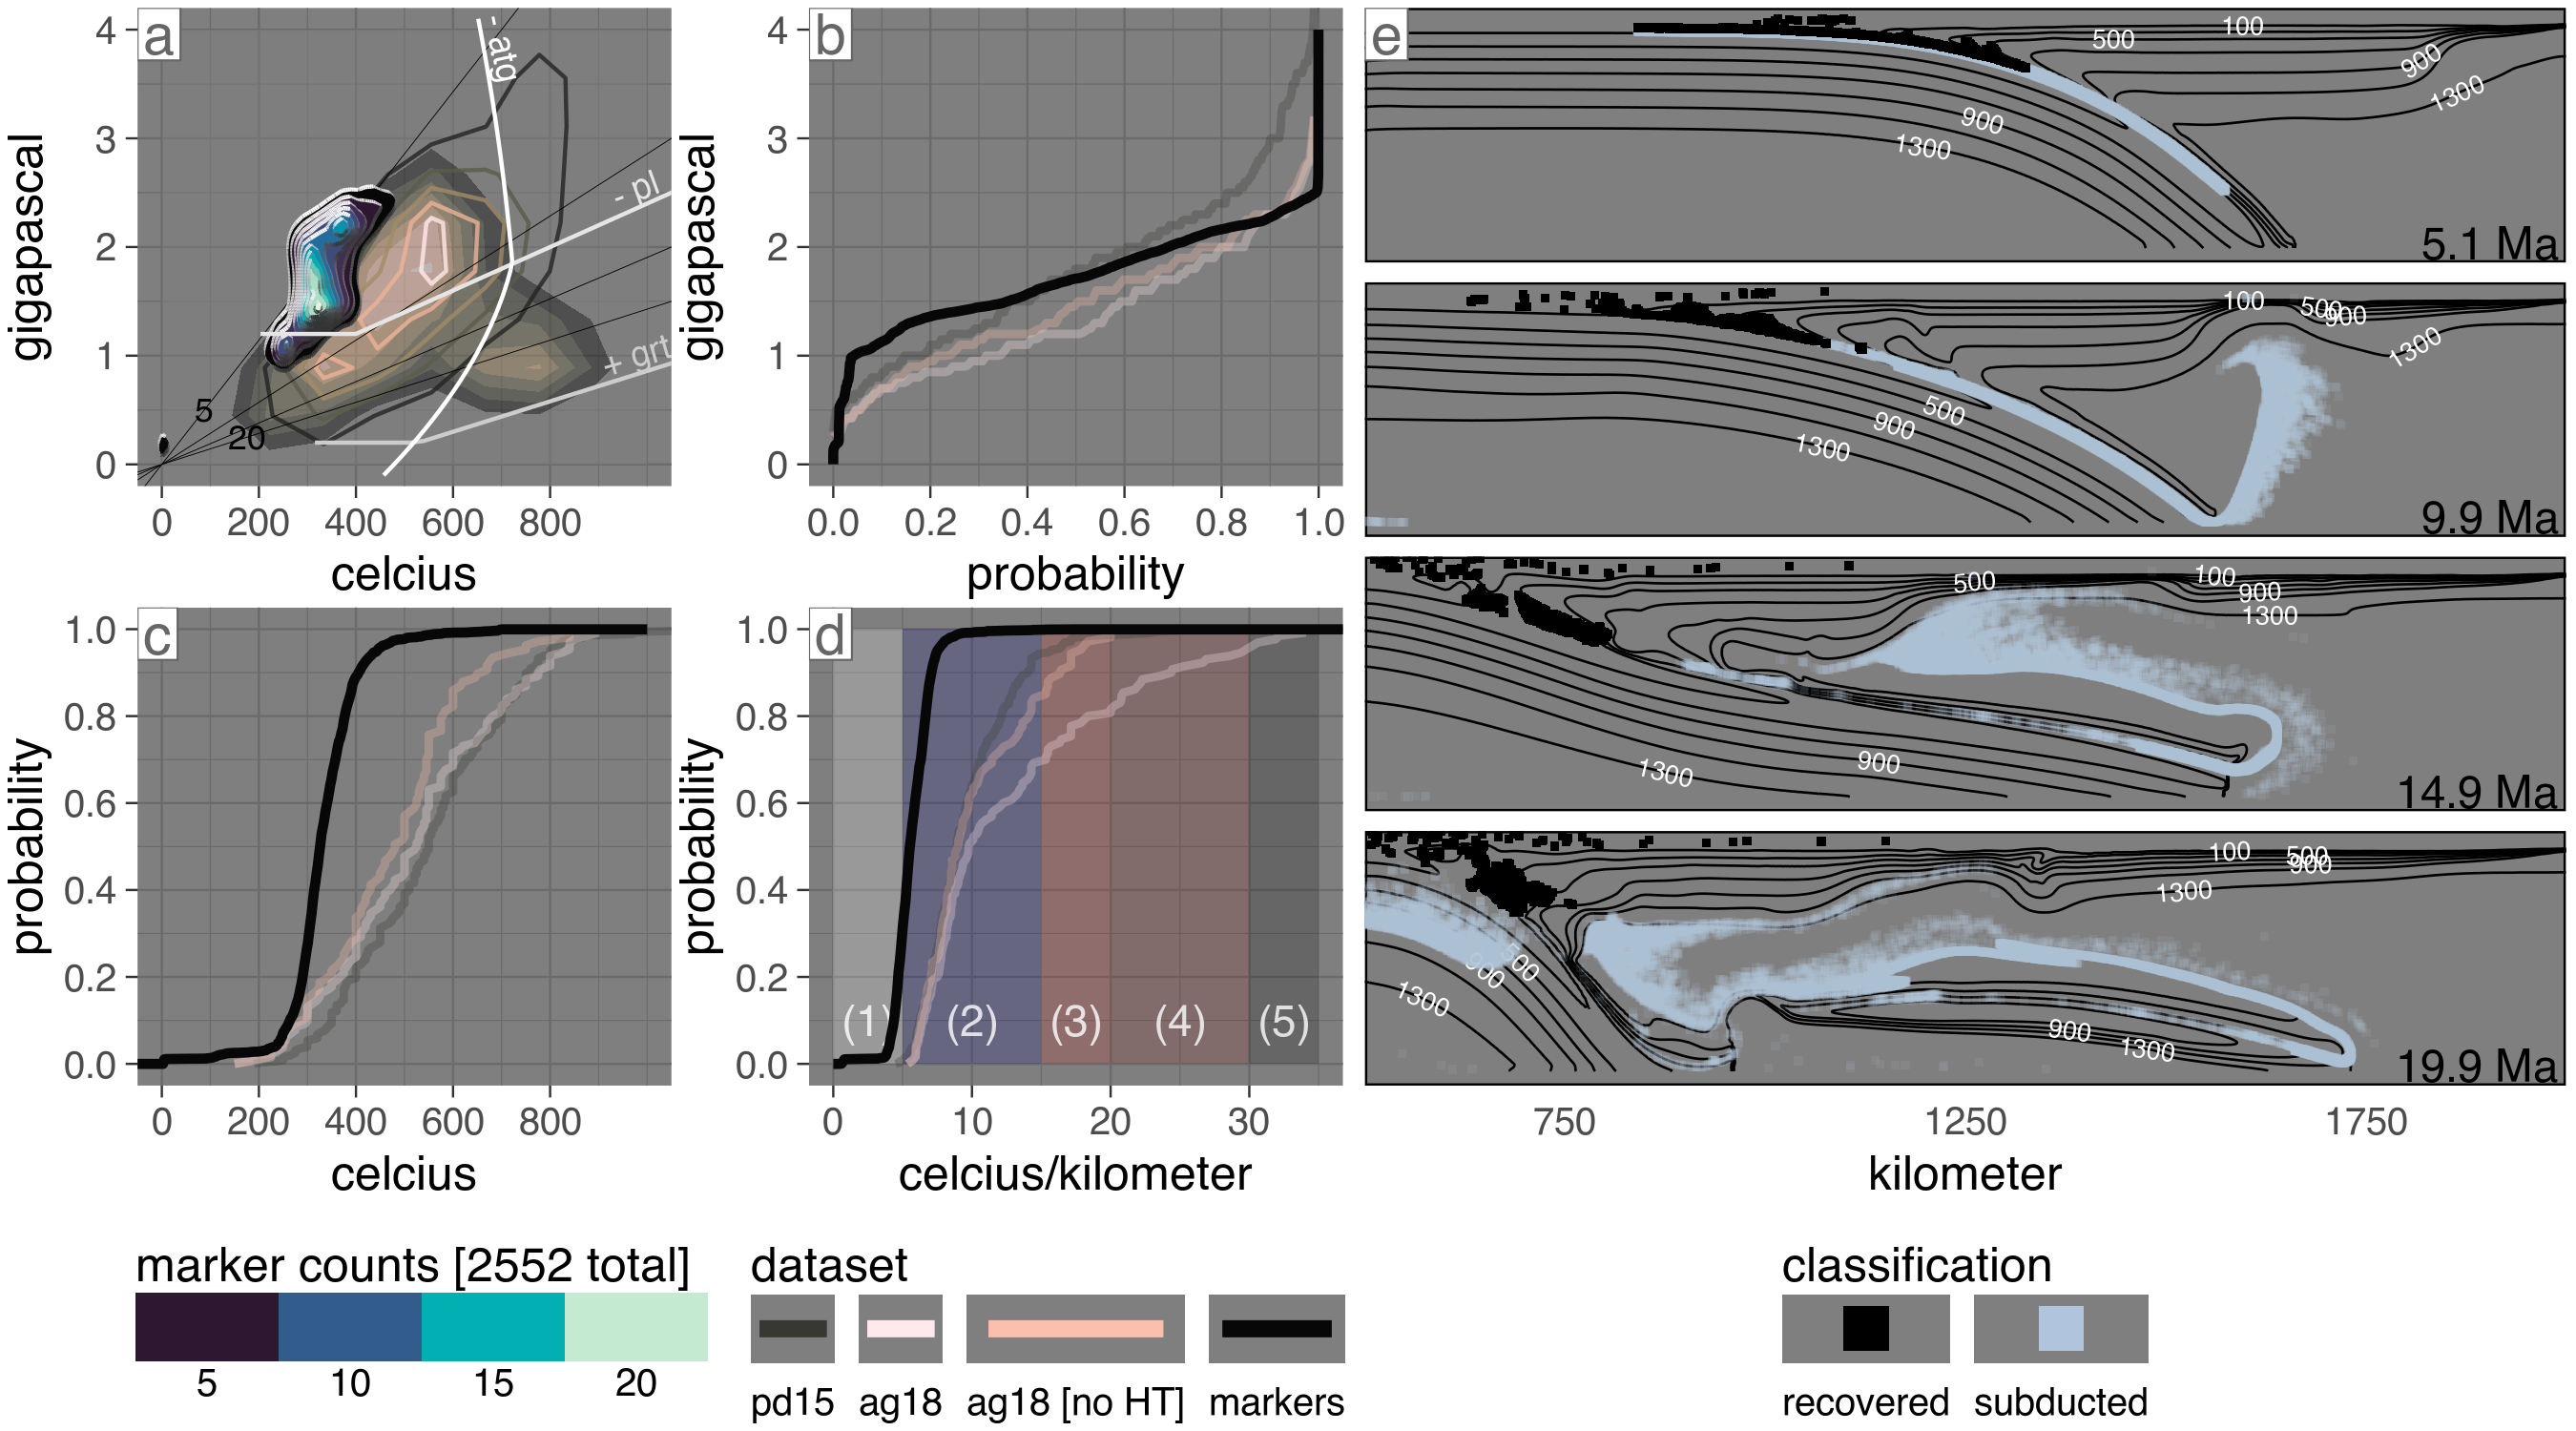 a
4
3
2
1
0
gigapascal
- atg
- pl
+ grt
5
20
0 200 400 600 800
celcius
b
4
3
2
1
0
gigapascal
0.0 0.2 0.4 0.6 0.8 1.0
probability
c
1.0
0.8
0.6
0.4
0.2
0.0
probability
0 200 400 600 800
celcius
d
1.0
0.8
0.6
0.4
0.2
0.0
probability
(1) (2) (3) (4) (5)
0 10 20 30
celcius/kilometer
e
100
500
900
1300
900
1300
5.1 Ma
100
500
900
1300
500
900
1300
9.9 Ma
500
100
900
1300
900
1300
14.9 Ma
100
500
900
1300
500
900
1300
900
1300
19.9 Ma
750 1250 1750
kilometer
marker counts [2552 total]
5 10 15 20
dataset
pd15 ag18 ag18 [no HT] markers
classification
recovered subducted